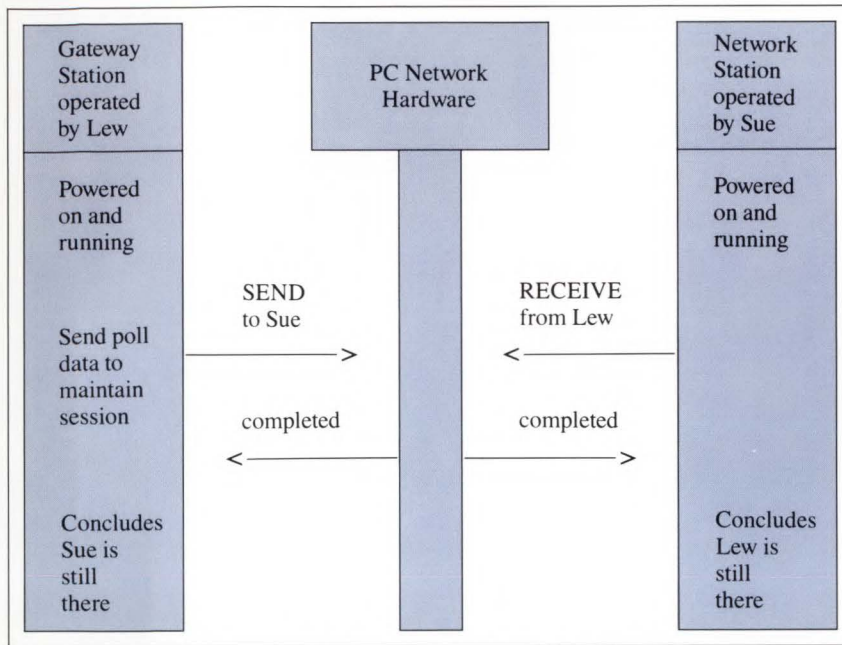 Gateway
Station
operated
by Lew
PC Network
Hardware
Network
Station
operated
by Sue
Powered
on and
running
Powered
on and
running
SEND
to Sue
RECEIVE
from Lew
Send poll
data to
maintain
session
completed
completed
Concludes
Sue is
still
there
Concludes
Lew is
still
there